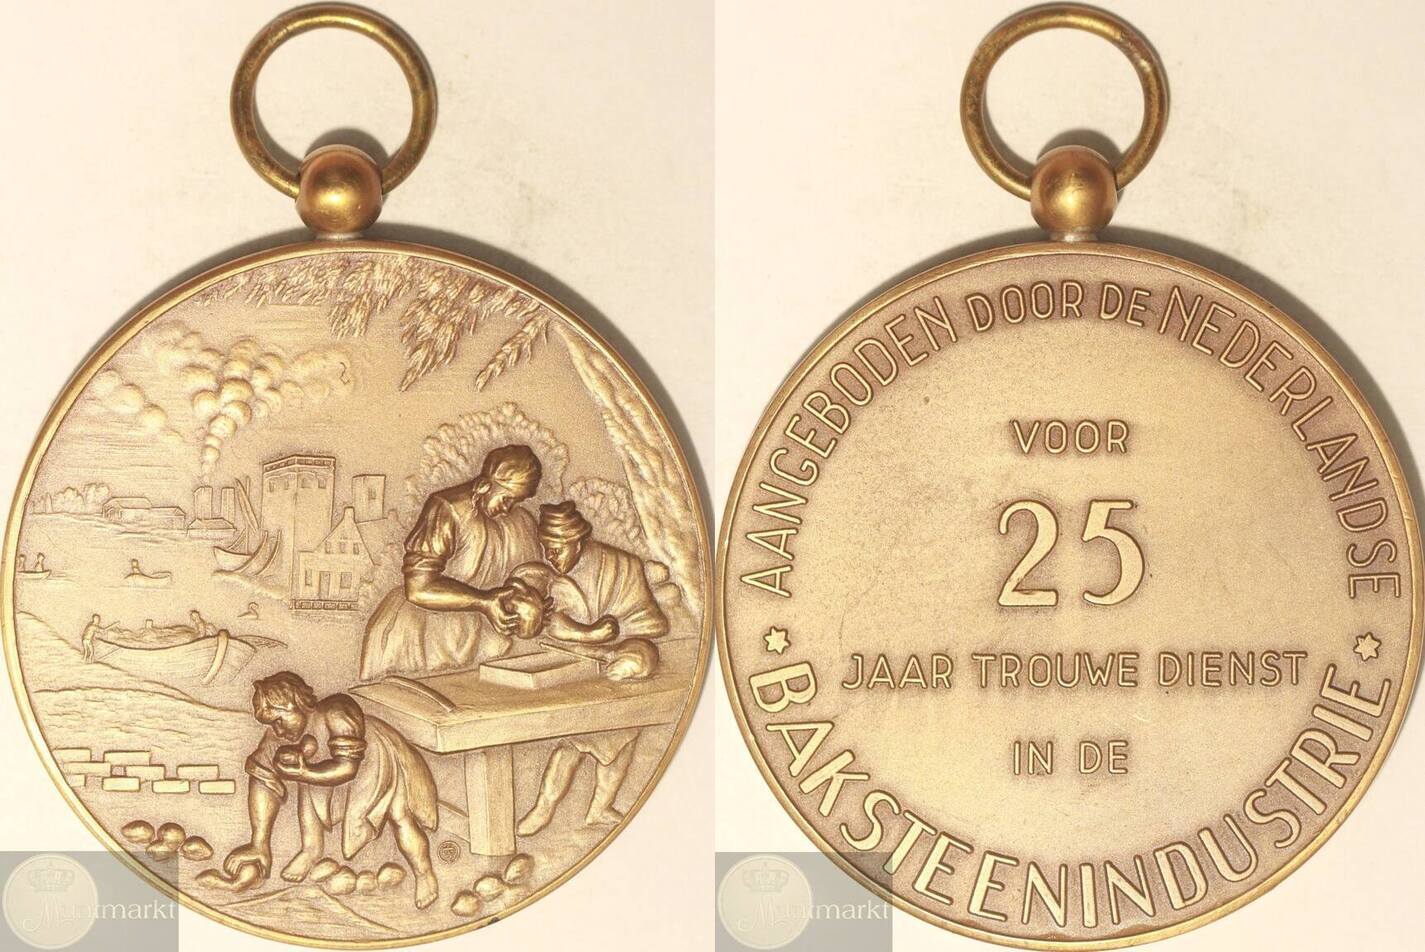 AANGEBODEN DOOR DE NEDERLANDSE
VOOR
25
JAAR TROUWE DIENST
IN DE
BAKSTEENINDUSTRIE
Muntmarkt
Muntmarkt